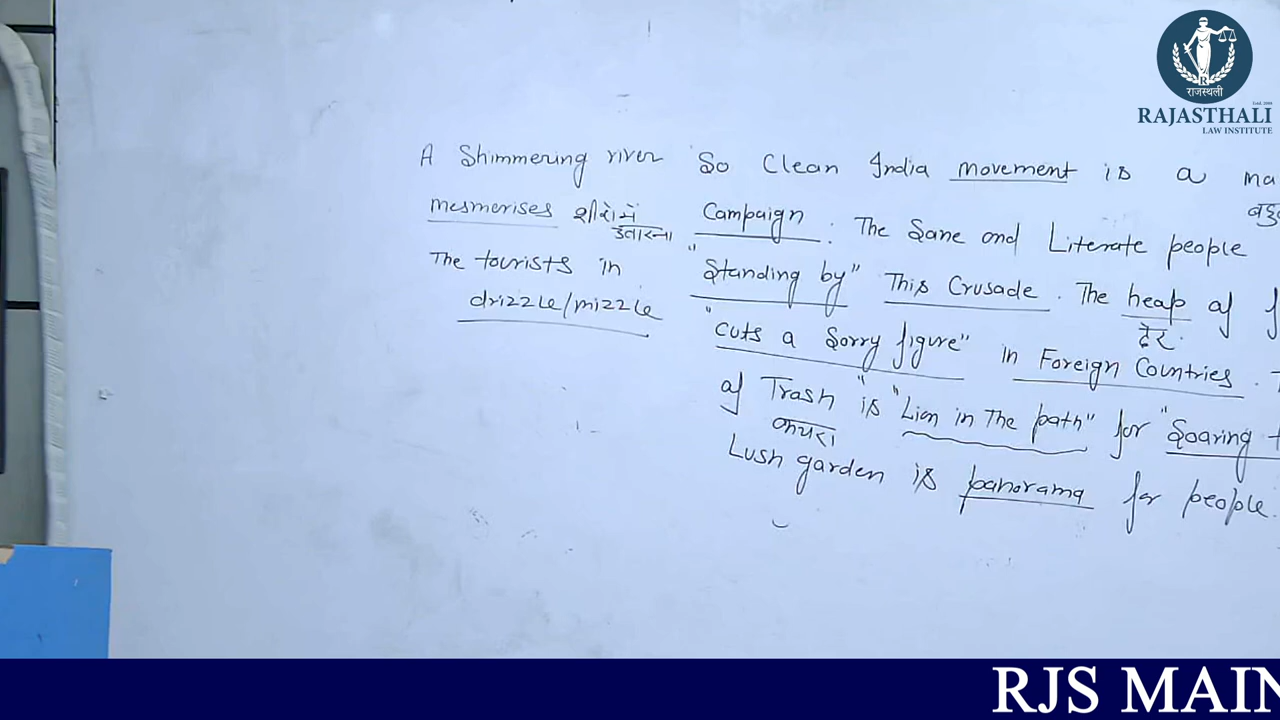 राजस्थली
Estd. 2004
RAJASTHALI
LAW INSTITUTE
A Shimmering river
mesmerises शीशे में
उतारना
The tourists in
drizzle/mizzle
So Clean India movement is a ma
Campaign. The Sane and Literate people
"Standing by" This Crusade. The heap of
ढेर.
"cuts a Sorry figure" in Foreign Countries.
of Trash "is "Lion in The path" for "Soaring
कचरा
Lush garden is panorama for people.
RJS MAIN